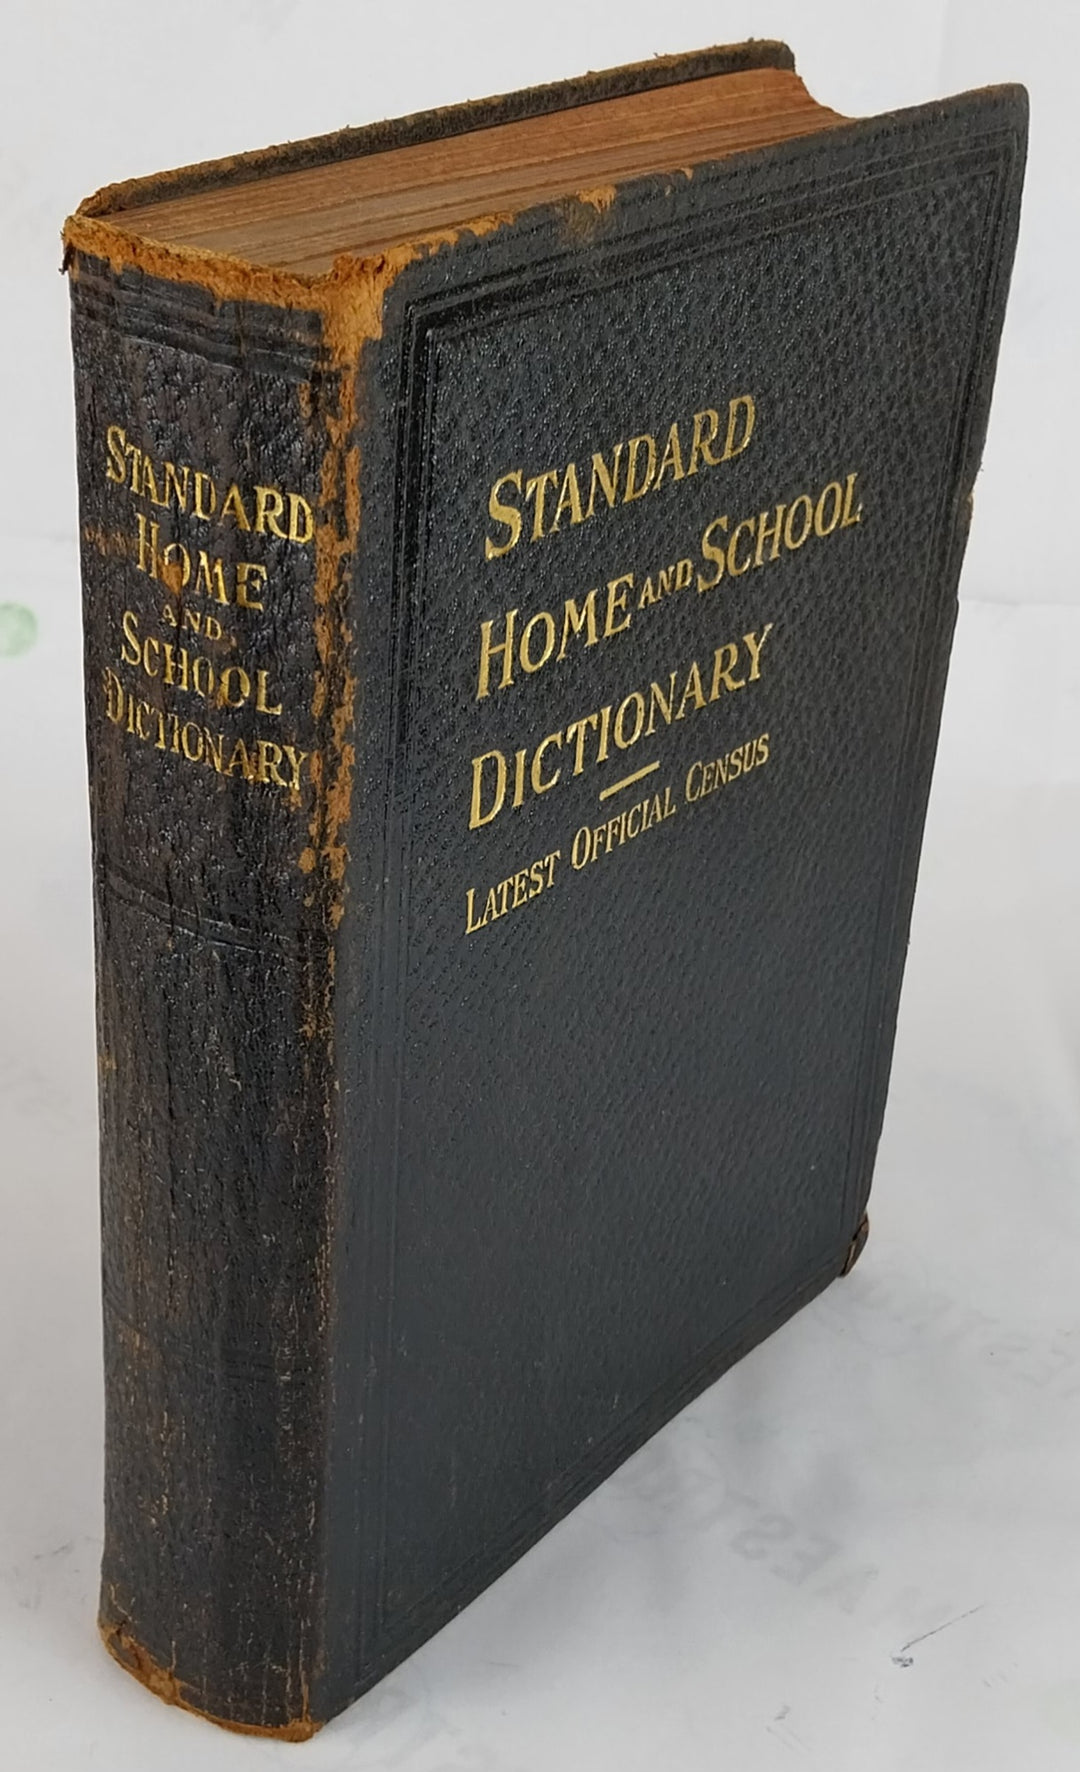 STANDARD
HOME
AND
SCHOOL
DICTIONARY
STANDARD
HOME AND SCHOOL
DICTIONARY
LATEST OFFICIAL CENSUS